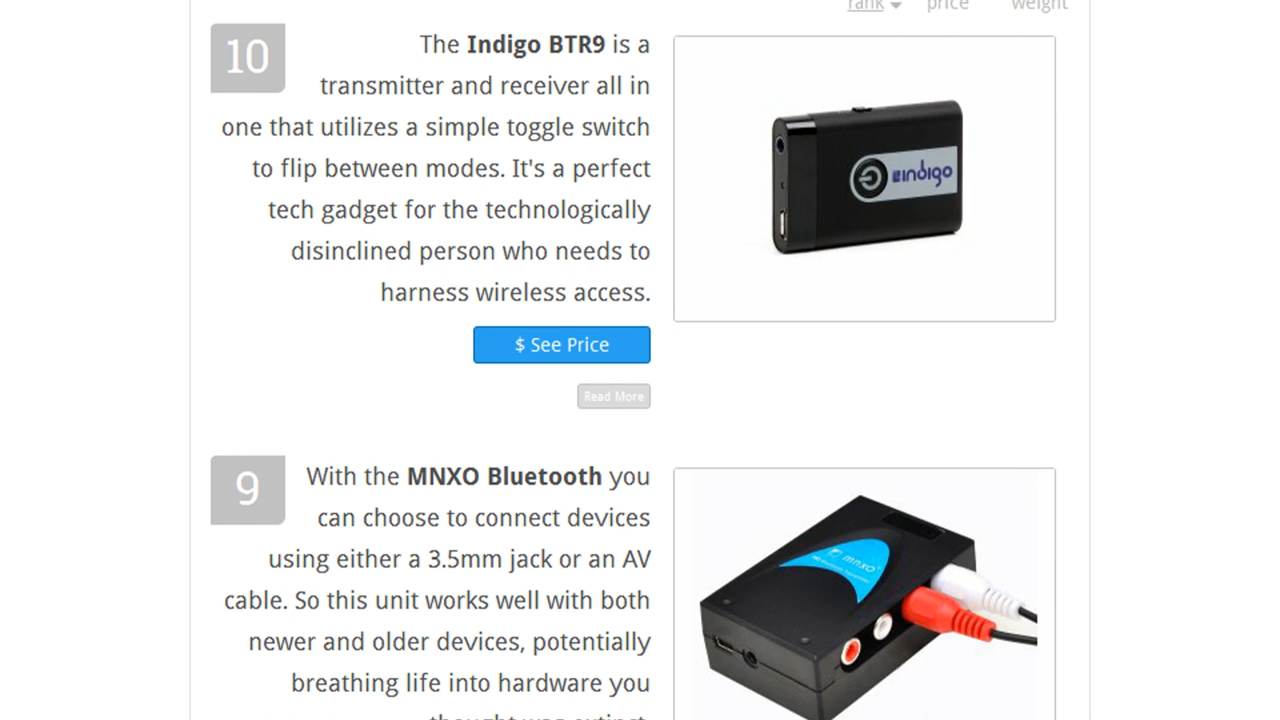 rank price weight
10
The Indigo BTR9 is a
transmitter and receiver all in
one that utilizes a simple toggle switch
to flip between modes. It's a perfect
tech gadget for the technologically
disinclined person who needs to
harness wireless access.
indigo
$ See Price
Read More
9
With the MNXO Bluetooth you
can choose to connect devices
using either a 3.5mm jack or an AV
cable. So this unit works well with both
newer and older devices, potentially
breathing life into hardware you
thought was extinct.
mnxo